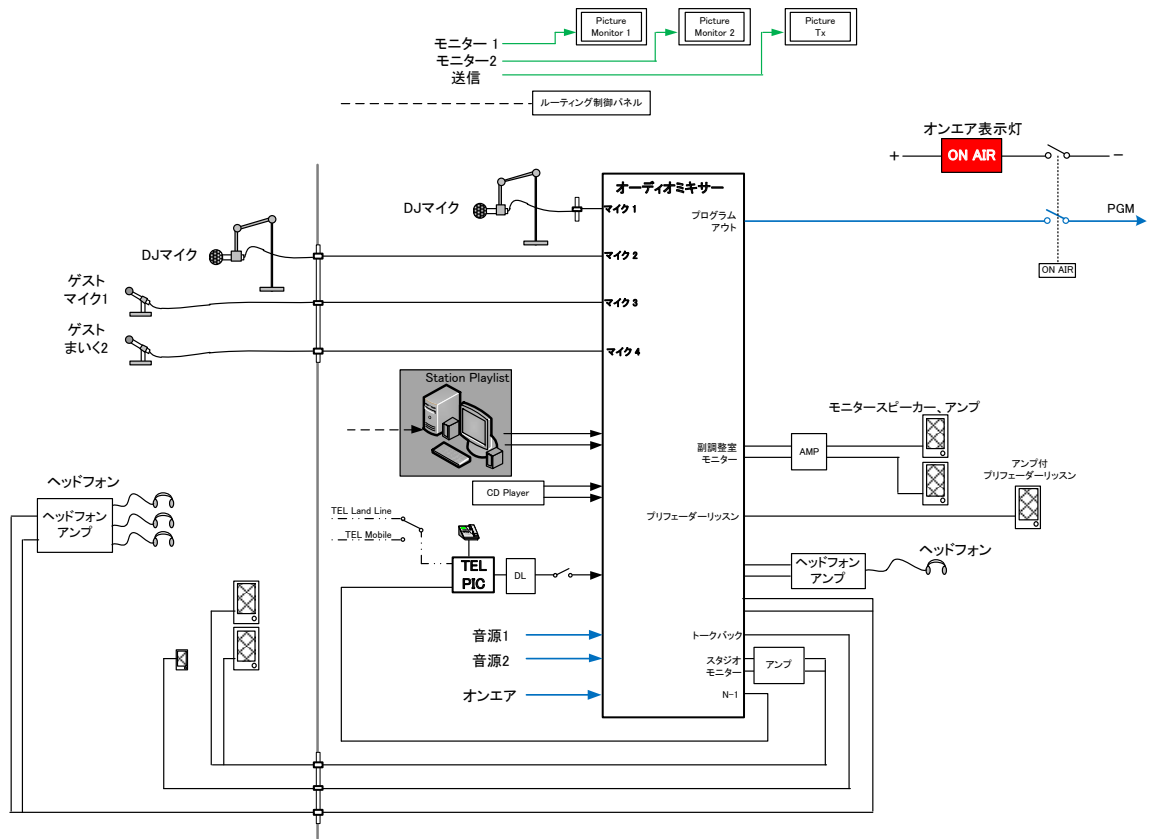 Picture
Monitor 1
Picture
Monitor 2
Picture
Tx
モニター 1
モニター2
送信
ルーティング制御パネル
オンエア表示灯
+
ON AIR
−
オーディオミキサー
DJマイク
マイク 1
プログラム
アウト
PGM
DJマイク
マイク 2
ON AIR
ゲスト
マイク1
マイク 3
ゲスト
まいく2
マイク 4
Station Playlist
モニタースピーカー、アンプ
副調整室
モニター
AMP
アンプ付
プリフェーダーリッスン
CD Player
ヘッドフォン
ヘッドフォン
アンプ
TEL Land Line
プリフェーダーリッスン
TEL Mobile
ヘッドフォン
ヘッドフォン
アンプ
TEL
PIC
DL
音源1
トークバック
音源2
スタジオ
モニター
アンプ
オンエア
N-1